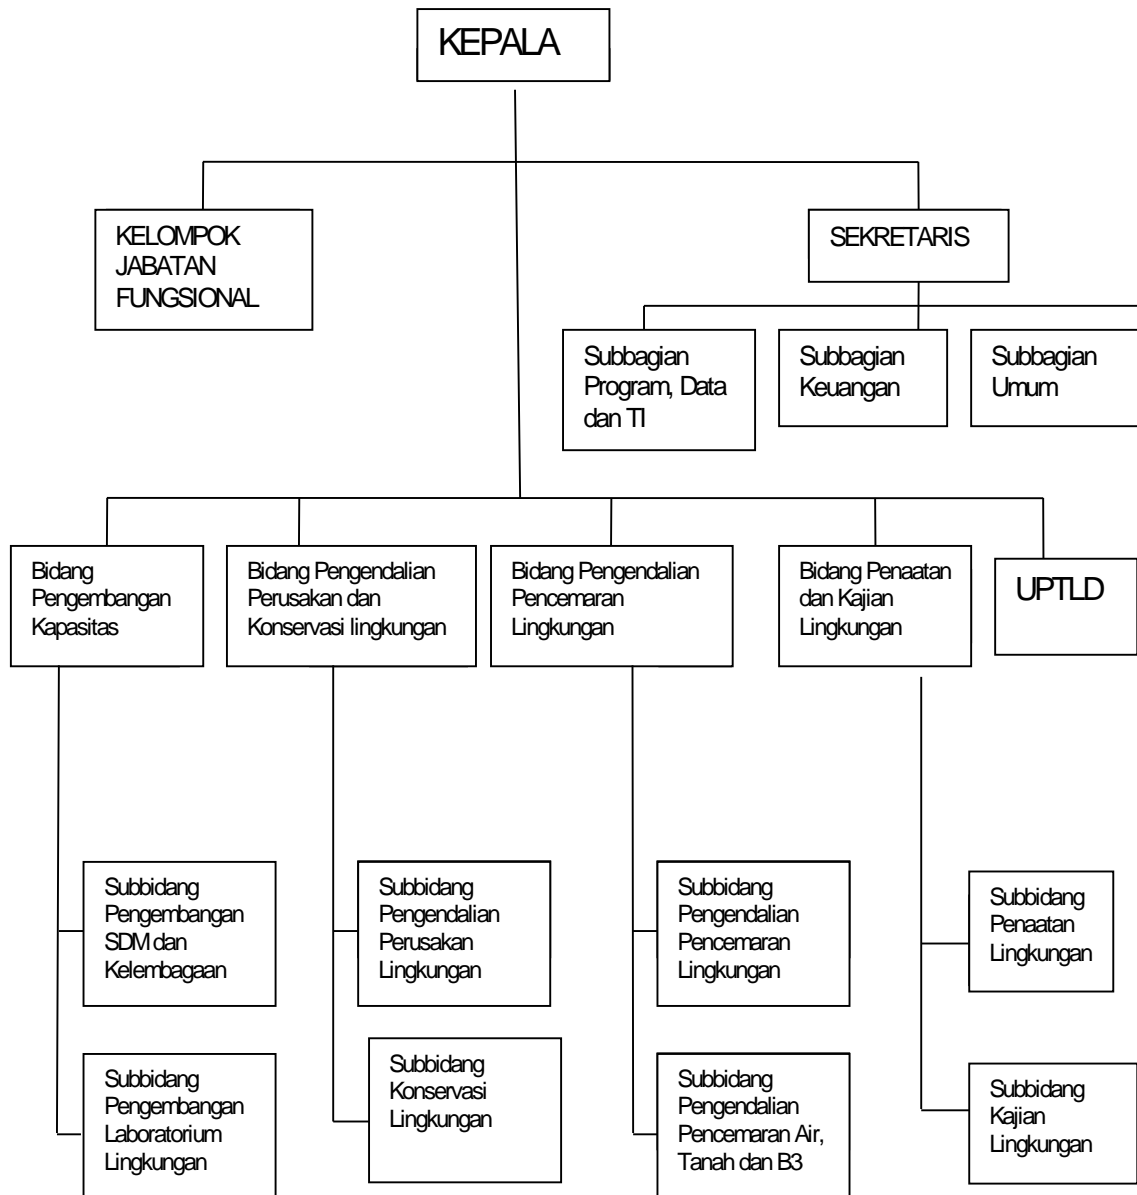 KEPALA
KELOMPOK
JABATAN
FUNGSIONAL
SEKRETARIS
Subbagian
Program, Data
dan TI
Subbagian
Keuangan
Subbagian
Umum
Bidang
Pengembangan
Kapasitas
Bidang Pengendalian
Perusakan dan
Konservasi lingkungan
Bidang Pengendalian
Pencemaran
Lingkungan
Bidang Penaatan
dan Kajian
Lingkungan
UPTLD
Subbidang
Pengembangan
SDM dan
Kelembagaan
Subbidang
Pengendalian
Perusakan
Lingkungan
Subbidang
Pengendalian
Pencemaran
Lingkungan
Subbidang
Penaatan
Lingkungan
Subbidang
Pengembangan
Laboratorium
Lingkungan
Subbidang
Konservasi
Lingkungan
Subbidang
Pengendalian
Pencemaran Air,
Tanah dan B3
Subbidang
Kajian
Lingkungan